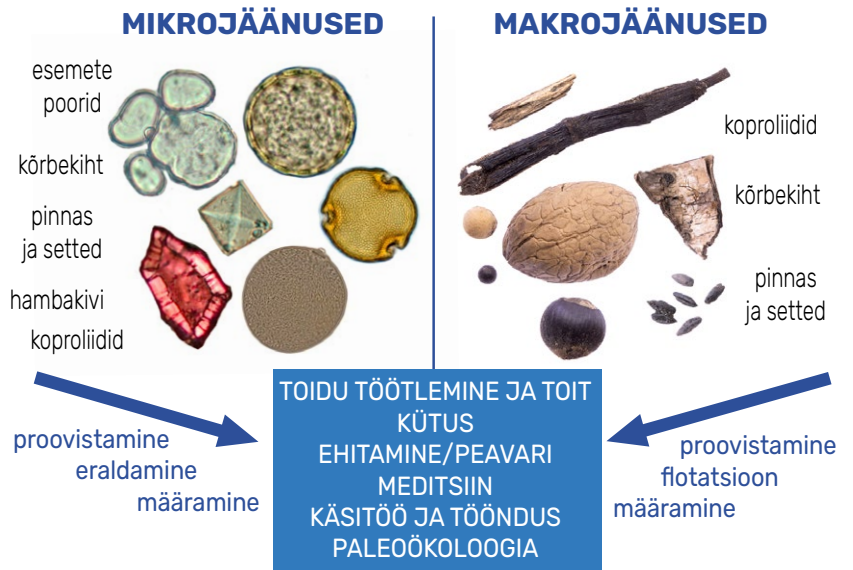 MIKROJÄÄNUSED
esemete
poorid
kõrbekiht
pinnas
ja setted
hambakivi
koproliidid
MAKROJÄÄNUSED
koproliidid
kõrbekiht
pinnas
ja setted
proovistamine
eraldamine
määramine
TOIDU TÖÖTLEMINE JA TOIT
KÜTUS
EHITAMINE/PEAVARI
MEDITSIIN
KÄSITÖÖ JA TÖÖNDUS
PALEOÖKOLOOGIA
proovistamine
flotatsioon
määramine